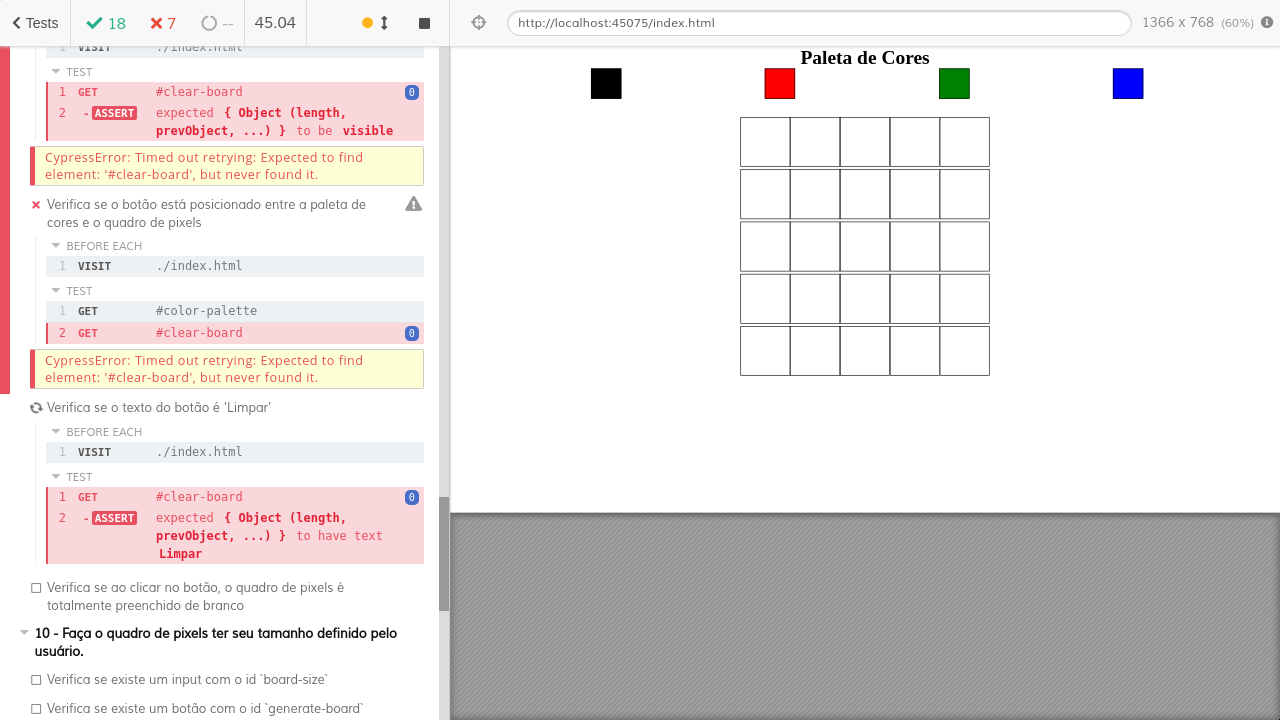 Tests 18 7 -- 45.04 http://localhost:45075/index.html 1366 x 768 (60%)
1 VISIT ./index.html
TEST
1 GET #clear-board 0
2 - ASSERT expected { Object (length,
prevObject, ...) } to be visible
CypressError: Timed out retrying: Expected to find
element: '#clear-board', but never found it.
Verifica se o botão está posicionado entre a paleta de
cores e o quadro de pixels
BEFORE EACH
1 VISIT ./index.html
TEST
1 GET #color-palette
2 GET #clear-board 0
CypressError: Timed out retrying: Expected to find
element: '#clear-board', but never found it.
Verifica se o texto do botão é 'Limpar'
BEFORE EACH
1 VISIT ./index.html
TEST
1 GET #clear-board 0
2 - ASSERT expected { Object (length,
prevObject, ...) } to have text
Limpar
Verifica se ao clicar no botão, o quadro de pixels é
totalmente preenchido de branco
10 - Faça o quadro de pixels ter seu tamanho definido pelo
usuário.
Verifica se existe um input com o id `board-size`
Verifica se existe um botão com o id `generate-board`
Paleta de Cores